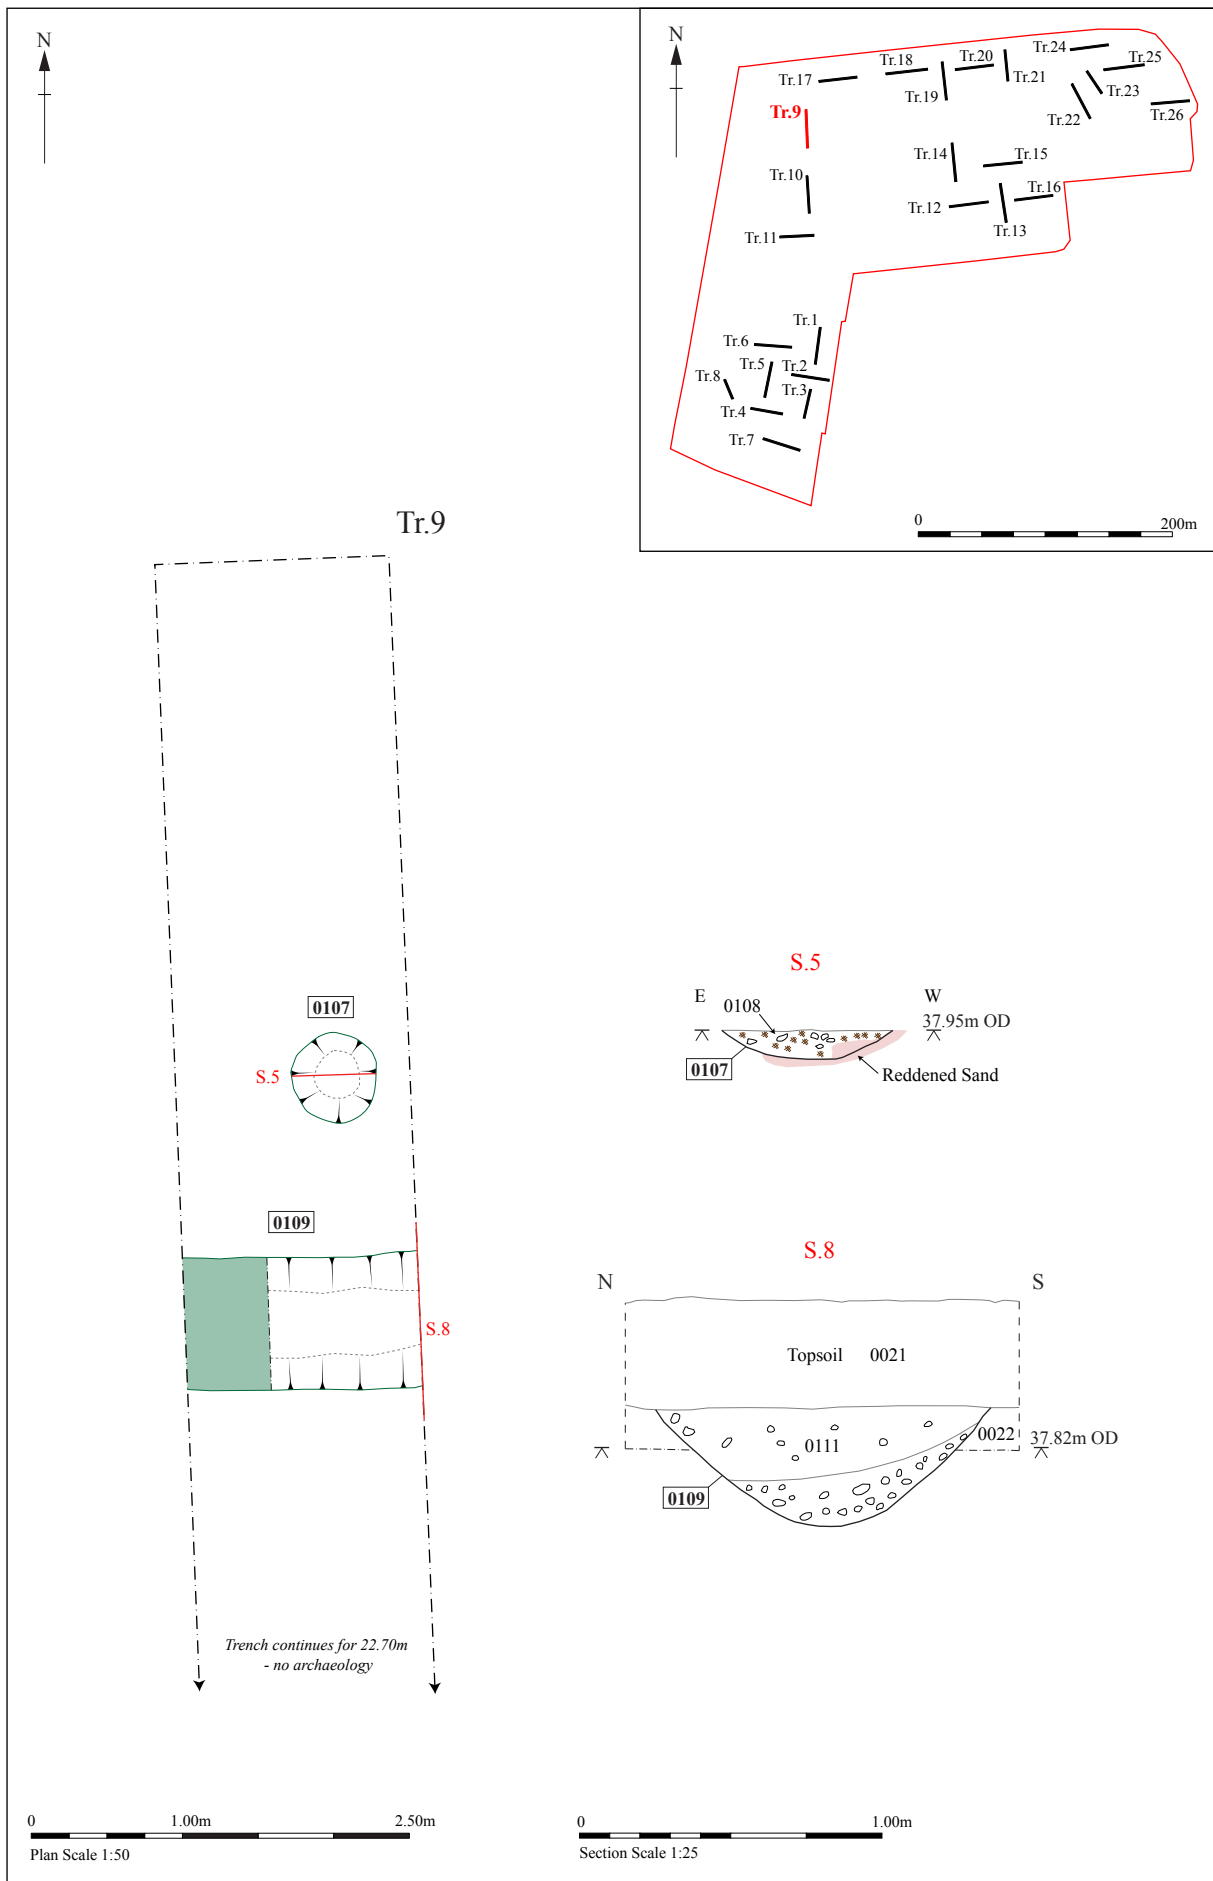 N
N
Tr.24
Tr.18
Tr.20
Tr.25
Tr.17
Tr.21
Tr.23
Tr.19
Tr.9
Tr.26
Tr.22
Tr.14
Tr.15
Tr.10
Tr.16
Tr.12
Tr.13
Tr.11
Tr.1
Tr.6
Tr.5
Tr.2
Tr.8
Tr.3
Tr.4
Tr.7
0
200m
Tr.9
S.5
E
W
0108
37.95m OD
0107
Reddened Sand
0107
S.5
0109
S.8
S.8
N
S
Topsoil 0021
0111
0022
37.82m OD
0109
Trench continues for 22.70m
- no archaeology
0
1.00m
2.50m
Plan Scale 1:50
0
1.00m
Section Scale 1:25